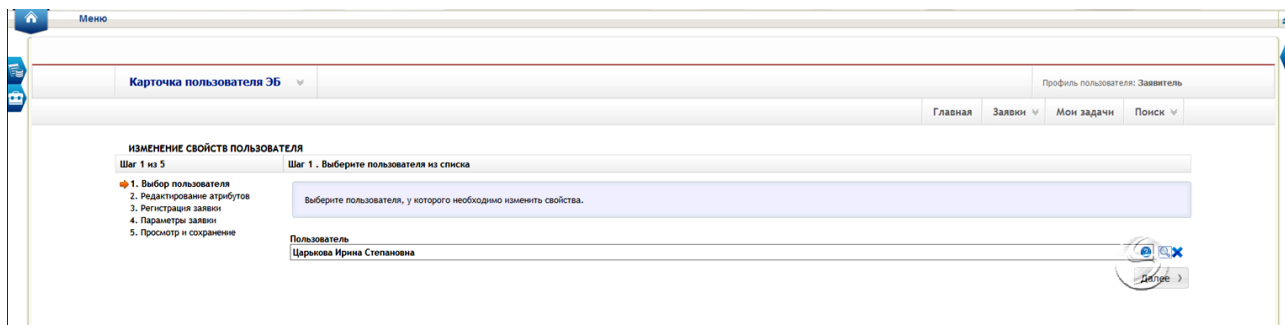 Меню
Карточка пользователя ЭБ
Профиль пользователя: Заявитель
Главная Заявки Мои задачи Поиск
ИЗМЕНЕНИЕ СВОЙСТВ ПОЛЬЗОВАТЕЛЯ
Шаг 1 из 5
Шаг 1 . Выберите пользователя из списка
1. Выбор пользователя
2. Редактирование атрибутов
3. Регистрация заявки
4. Параметры заявки
5. Просмотр и сохранение
Выберите пользователя, у которого необходимо изменить свойства.
Пользователь
Царькова Ирина Степановна
Далее